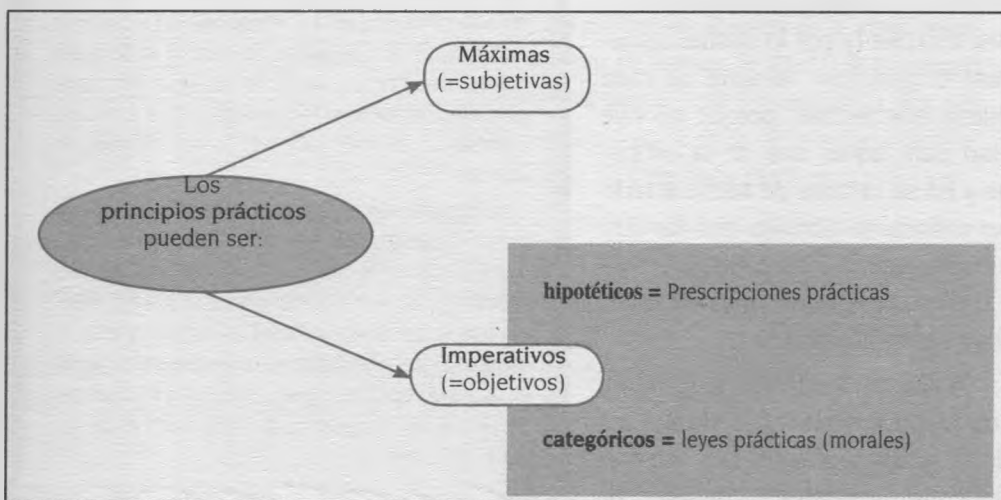 Máximas
(=subjetivas)
Los
principios prácticos
pueden ser:
hipotéticos = Prescripciones prácticas
Imperativos
(=objetivos)
categóricos = leyes prácticas (morales)